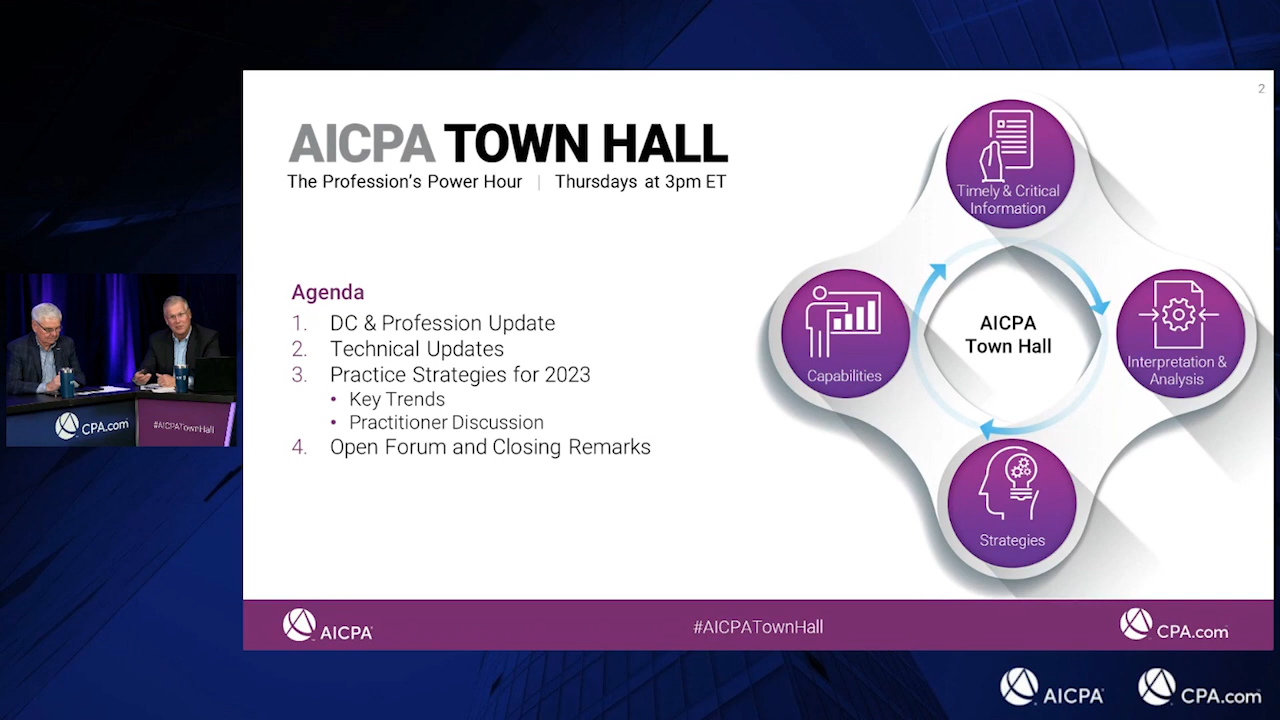 2
AICPA TOWN HALL
The Profession's Power Hour | Thursdays at 3pm ET
Agenda
1. DC & Profession Update
2. Technical Updates
3. Practice Strategies for 2023
• Key Trends
• Practitioner Discussion
4. Open Forum and Closing Remarks
Timely & Critical
Information
Capabilities
AICPA
Town Hall
Interpretation &
Analysis
Strategies
CPA.com
#AICPATownHall
AICPA
#AICPATownHall
CPA.com
AICPA
CPA.com